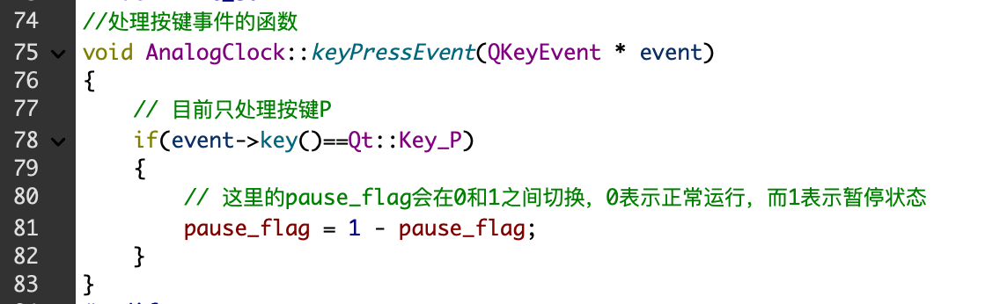 74 //处理按键事件的函数
75 void AnalogClock::keyPressEvent(QKeyEvent * event)
76 {
77 // 目前只处理按键P
78 if(event->key()==Qt::Key_P)
79 {
80 // 这里的pause_flag会在0和1之间切换，0表示正常运行，而1表示暂停状态
81 pause_flag = 1 - pause_flag;
82 }
83 }